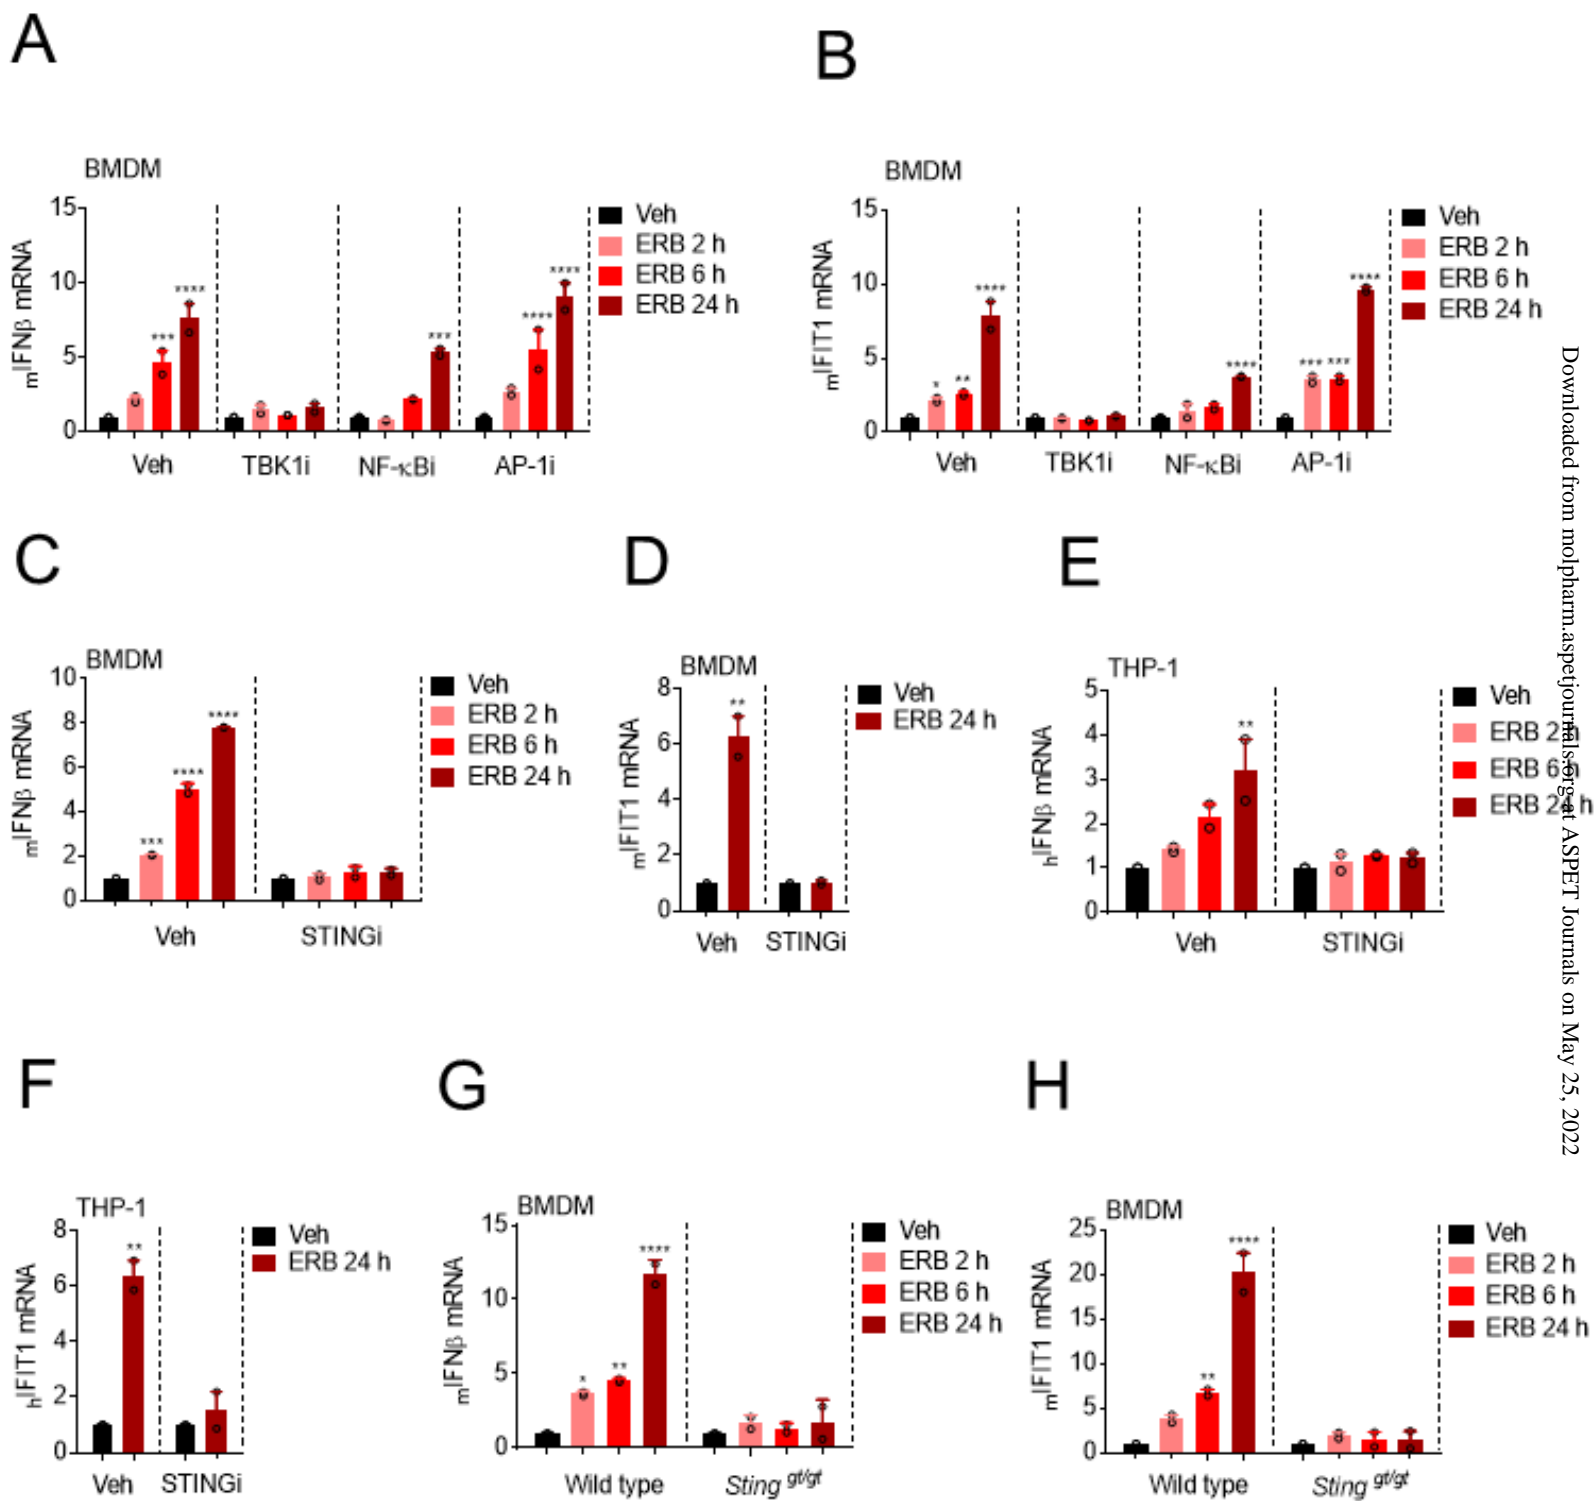 A
BMDM
mIFNβ mRNA
15
10
5
0
*** **** *** **** ****
Veh TBK1i NF-κBi AP-1i
Veh
ERB 2 h
ERB 6 h
ERB 24 h
B
BMDM
mIFIT1 mRNA
15
10
5
0
* ** **** **** *** *** ****
Veh TBK1i NF-κBi AP-1i
Veh
ERB 2 h
ERB 6 h
ERB 24 h
C
BMDM
mIFNβ mRNA
10
8
6
4
2
0
*** **** ****
Veh STINGi
Veh
ERB 2 h
ERB 6 h
ERB 24 h
D
BMDM
mIFIT1 mRNA
8
6
4
2
0
**
Veh STINGi
Veh
ERB 24 h
E
THP-1
hIFNβ mRNA
5
4
3
2
1
0
**
Veh STINGi
Veh
ERB 2 h
ERB 6 h
ERB 24 h
F
THP-1
hIFIT1 mRNA
8
6
4
2
0
**
Veh STINGi
Veh
ERB 24 h
G
BMDM
mIFNβ mRNA
15
10
5
0
* ** ****
Wild type Sting gt/gt
Veh
ERB 2 h
ERB 6 h
ERB 24 h
H
BMDM
mIFIT1 mRNA
25
20
15
10
5
0
** ****
Wild type Sting gt/gt
Veh
ERB 2 h
ERB 6 h
ERB 24 h
Downloaded from molpharm.aspetjournals.org at ASPET Journals on May 25, 2022